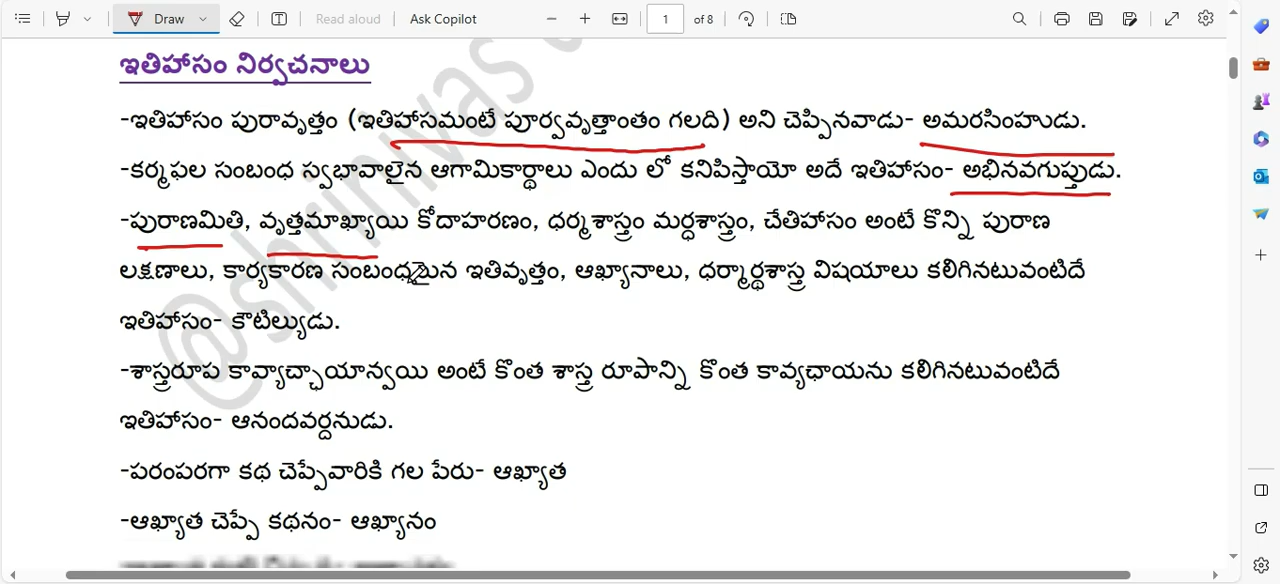 Draw
Read aloud
Ask Copilot
1
of 8
ఇతిహాసం నిర్వచనాలు
-ఇతిహాసం పురావృత్తం (ఇతిహాసమంటే పూర్వవృత్తాంతం గలది) అని చెప్పినవాడు- అమరసింహుడు.
-కర్మఫల సంబంధ స్వభావాలైన ఆగామికార్థాలు ఎందు లో కనిపిస్తాయో అదే ఇతిహాసం- అభినవగుప్తుడు.
-పురాణమితి, వృత్తమాఖ్యాయి కోదాహరణం, ధర్మశాస్త్రం మర్ధశాస్త్రం, చేతిహాసం అంటే కొన్ని పురాణ
లక్షణాలు, కార్యకారణ సంబంధమైన ఇతివృత్తం, ఆఖ్యానాలు, ధర్మార్థశాస్త్ర విషయాలు కలిగినటువంటిదే
ఇతిహాసం- కౌటిల్యుడు.
-శాస్త్రరూప కావ్యాచ్ఛాయాన్వయి అంటే కొంత శాస్త్ర రూపాన్ని కొంత కావ్యఛాయను కలిగినటువంటిదే
ఇతిహాసం- ఆనందవర్దనుడు.
-పరంపరగా కథ చెప్పేవారికి గల పేరు- ఆఖ్యాత
-ఆఖ్యాత చెప్పే కథనం- ఆఖ్యానం
@shrinivas